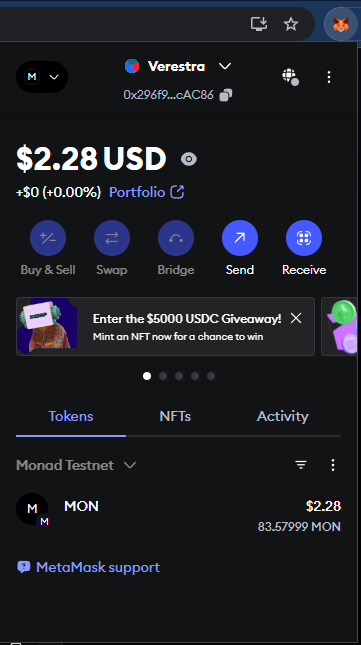 M
Verestra
0x296f9...cAC86
$2.28 USD
+$0 (+0.00%) Portfolio
Buy & Sell
Swap
Bridge
Send
Receive
Enter the $5000 USDC Giveaway!
Mint an NFT now for a chance to win
Tokens
NFTs
Activity
Monad Testnet
M
M
MON
$2.28
83.57999 MON
MetaMask support